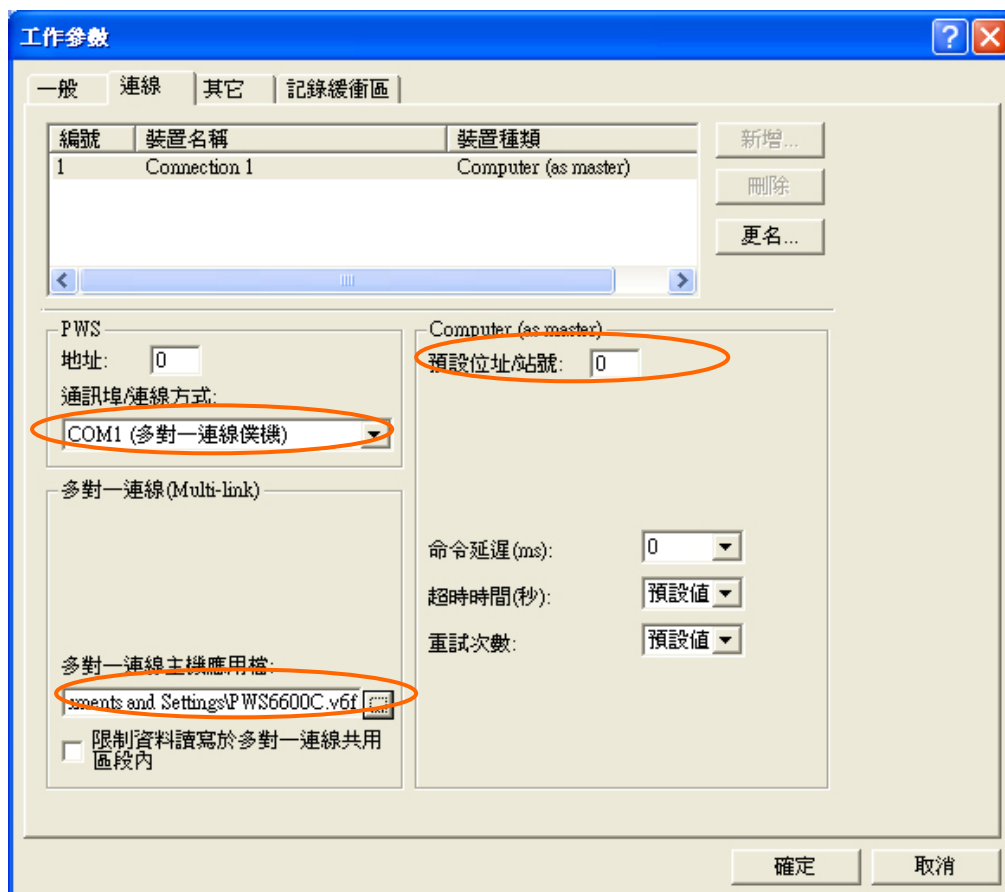 工作參數
一般 連線 其它 記錄緩衝區
編號 裝置名稱 裝置種類
1 Connection 1 Computer (as master)
新增...
刪除
更名...
PWS
地址: 0
通訊埠/連線方式:
COM1 (多對一連線僕機)
多對一連線(Multi-link)
多對一連線主機應用檔:
uments and Settings\PWS6600C.v6f
限制資料讀寫於多對一連線共用
區段內
Computer (as master)
預設位址/站號: 0
命令延遲(ms): 0
超時時間(秒): 預設值
重試次數: 預設值
確定 取消